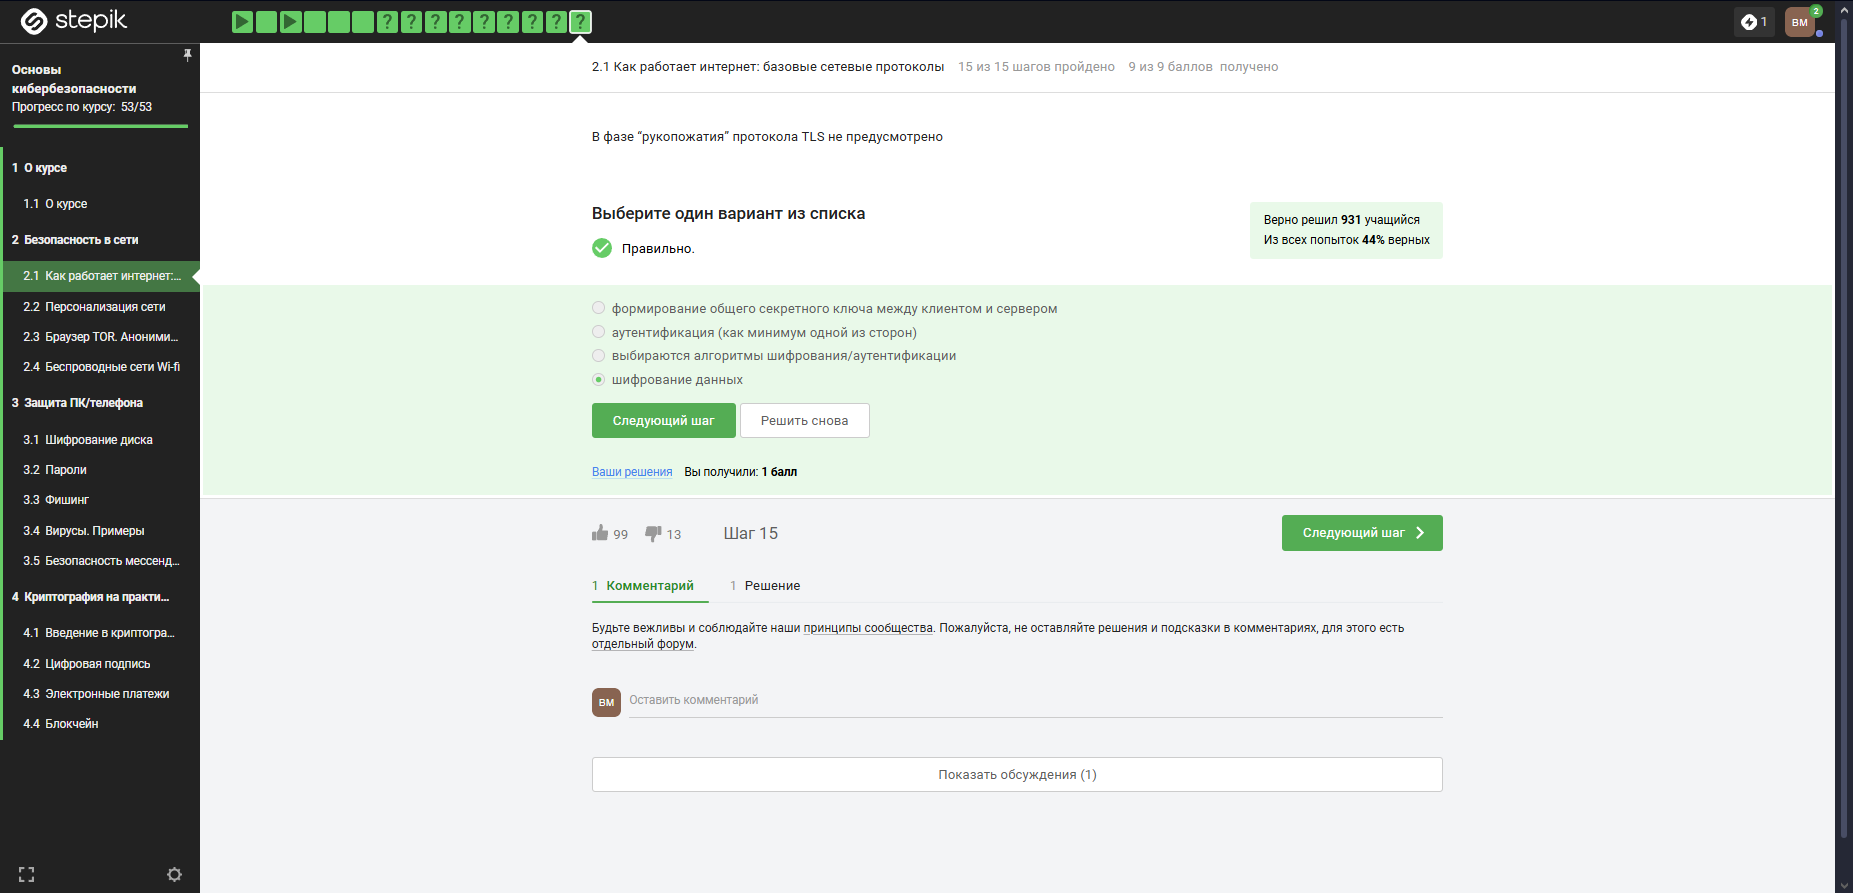 stepik
? ? ? ? ? ? ? ? ?
1
ВМ
2
Основы
кибербезопасности
Прогресс по курсу: 53/53
1 О курсе
1.1 О курсе
2 Безопасность в сети
2.1 Как работает интернет:...
2.2 Персонализация сети
2.3 Браузер TOR. Аноними...
2.4 Беспроводные сети Wi-fi
3 Защита ПК/телефона
3.1 Шифрование диска
3.2 Пароли
3.3 Фишинг
3.4 Вирусы. Примеры
3.5 Безопасность мессенд...
4 Криптография на практи...
4.1 Введение в криптогра...
4.2 Цифровая подпись
4.3 Электронные платежи
4.4 Блокчейн
2.1 Как работает интернет: базовые сетевые протоколы 15 из 15 шагов пройдено 9 из 9 баллов получено
В фазе “рукопожатия” протокола TLS не предусмотрено
Выберите один вариант из списка
Правильно.
Верно решил 931 учащийся
Из всех попыток 44% верных
формирование общего секретного ключа между клиентом и сервером
аутентификация (как минимум одной из сторон)
выбираются алгоритмы шифрования/аутентификации
шифрование данных
Следующий шаг Решить снова
Ваши решения Вы получили: 1 балл
99 13 Шаг 15 Следующий шаг
1 Комментарий 1 Решение
Будьте вежливы и соблюдайте наши принципы сообщества. Пожалуйста, не оставляйте решения и подсказки в комментариях, для этого есть
отдельный форум.
ВМ Оставить комментарий
Показать обсуждения (1)